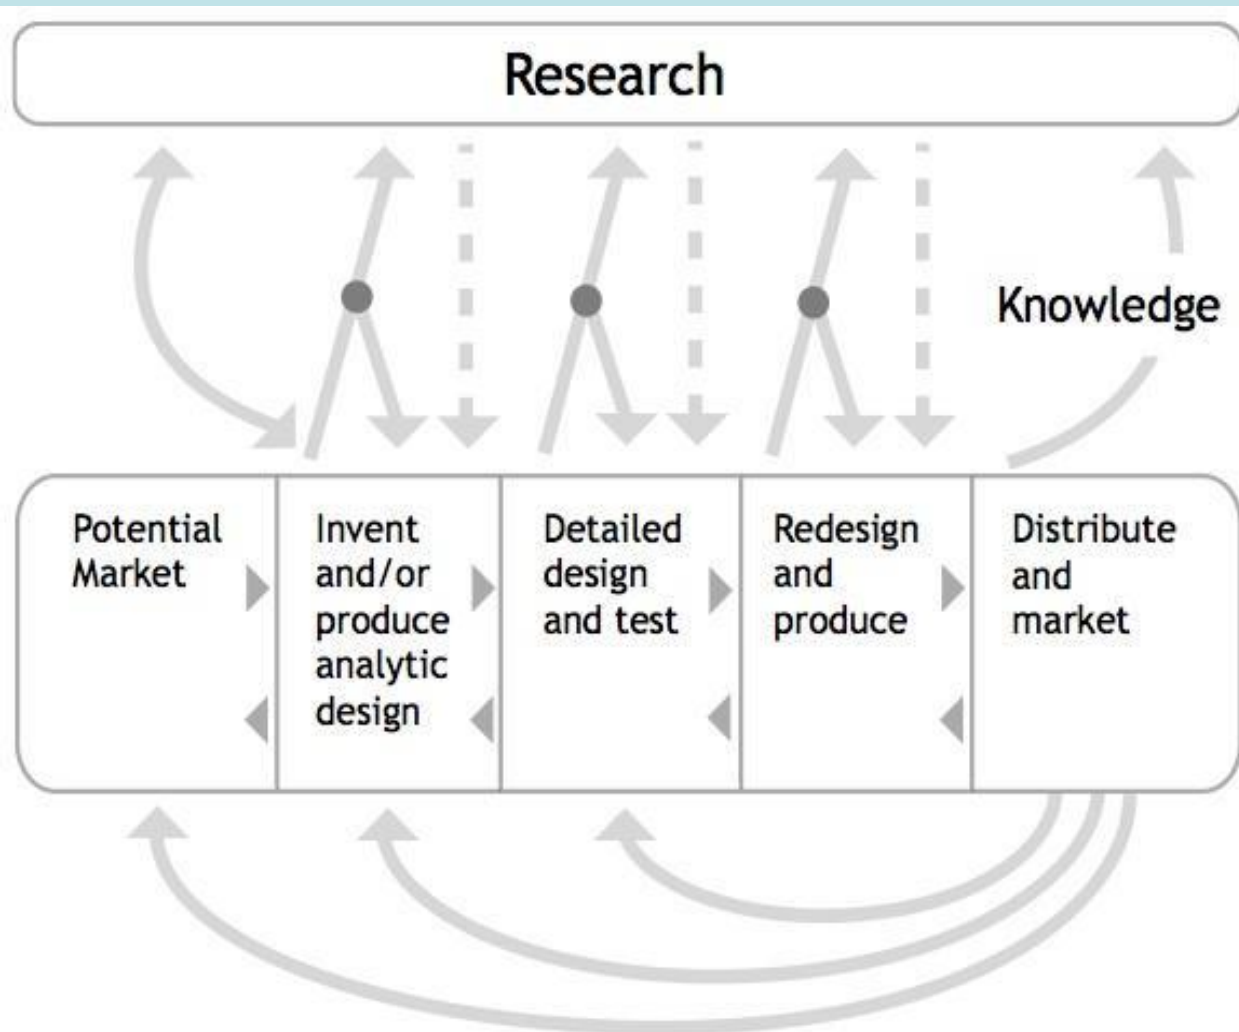 Research
Knowledge
Potential
Market
Invent
and/or
produce
analytic
design
Detailed
design
and test
Redesign
and
produce
Distribute
and
market